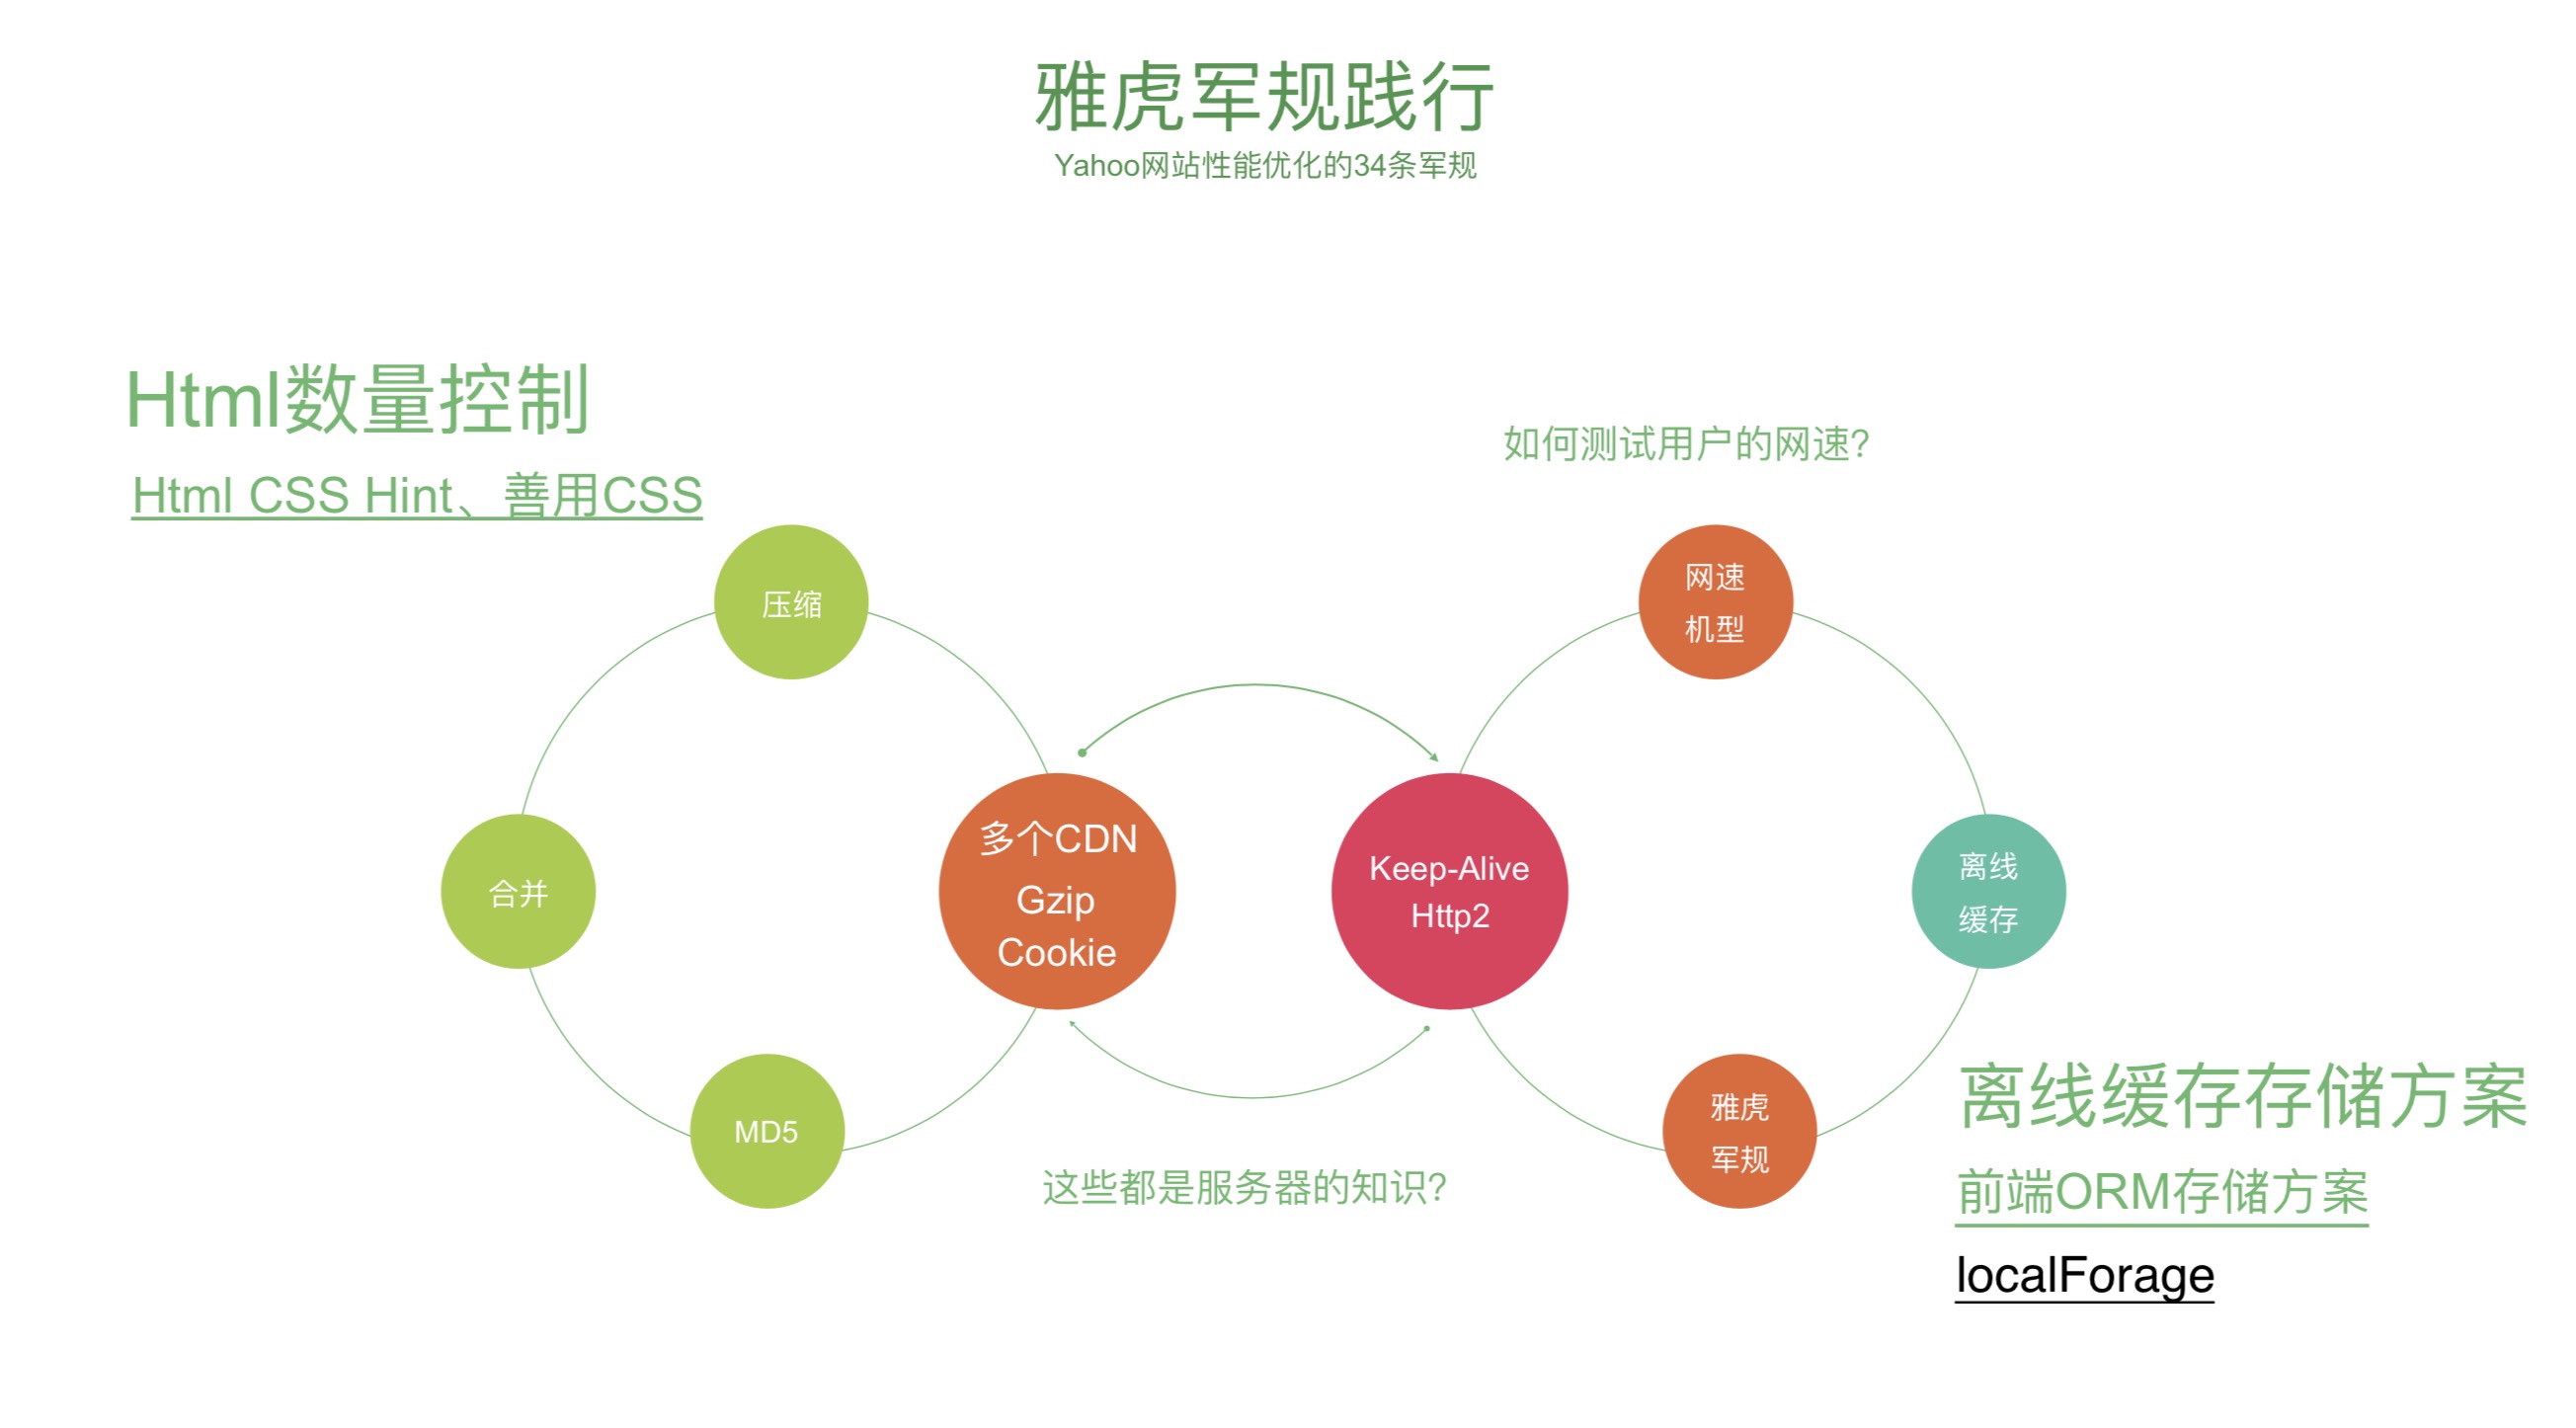 雅虎军规践行
Yahoo网站性能优化的34条军规
Html数量控制
Html CSS Hint、善用CSS
如何测试用户的网速?
压缩
网速
机型
合并
多个CDN
Gzip
Cookie
Keep-Alive
Http2
离线
缓存
MD5
雅虎
军规
这些都是服务器的知识?
离线缓存存储方案
前端ORM存储方案
localForage